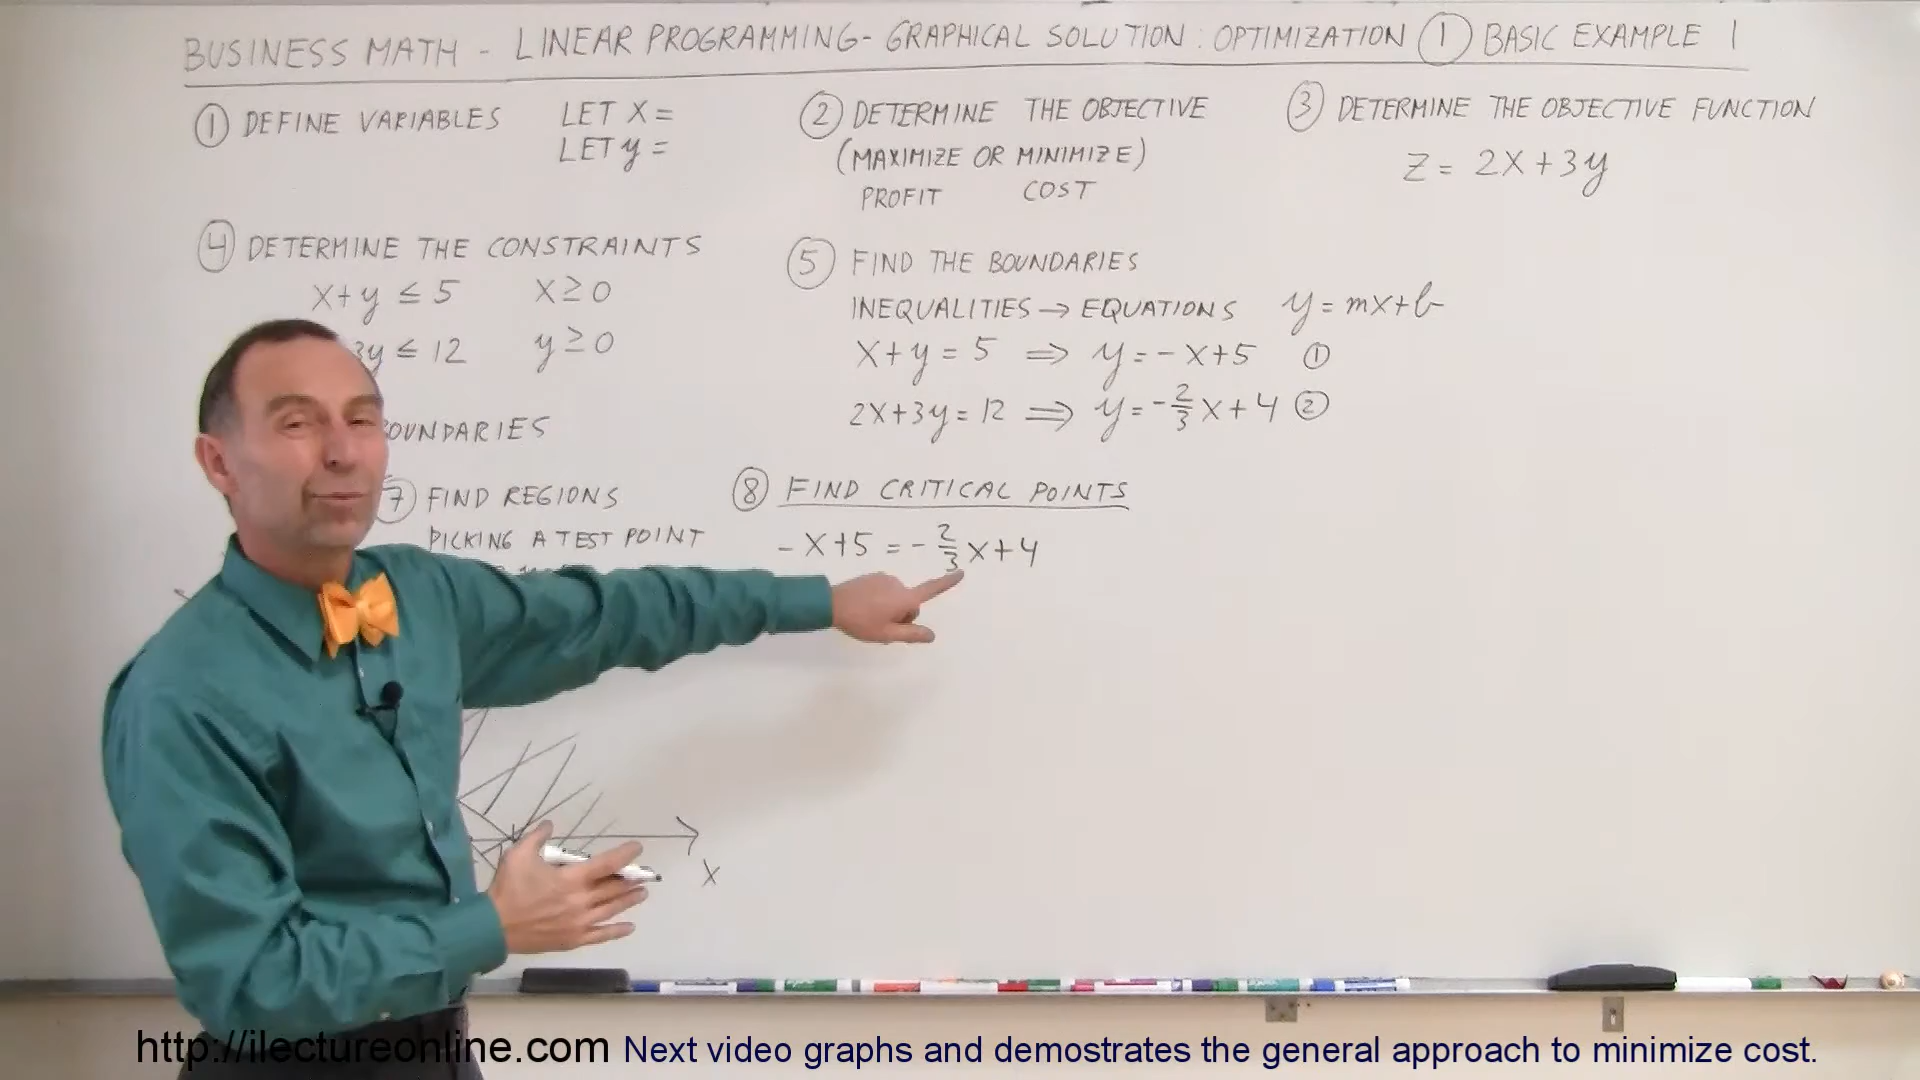 BUSINESS MATH - LINEAR PROGRAMMING - GRAPHICAL SOLUTION : OPTIMIZATION ① BASIC EXAMPLE 1
① DEFINE VARIABLES LET X =
LET y =
② DETERMINE THE OBJECTIVE
(MAXIMIZE OR MINIMIZE)
PROFIT COST
③ DETERMINE THE OBJECTIVE FUNCTION
Z = 2X + 3y
④ DETERMINE THE CONSTRAINTS
X + y ≤ 5 X ≥ 0
3y ≤ 12 y ≥ 0
⑤ FIND THE BOUNDARIES
INEQUALITIES → EQUATIONS y = mx + b
X + y = 5 ⇒ y = - X + 5 ①
2X + 3y = 12 ⇒ y = - 2/3 X + 4 ②
OUNDARIES
⑦ FIND REGIONS
PICKING A TEST POINT
⑧ FIND CRITICAL POINTS
- X + 5 = - 2/3 X + 4
X
http://ilectureonline.com Next video graphs and demostrates the general approach to minimize cost.